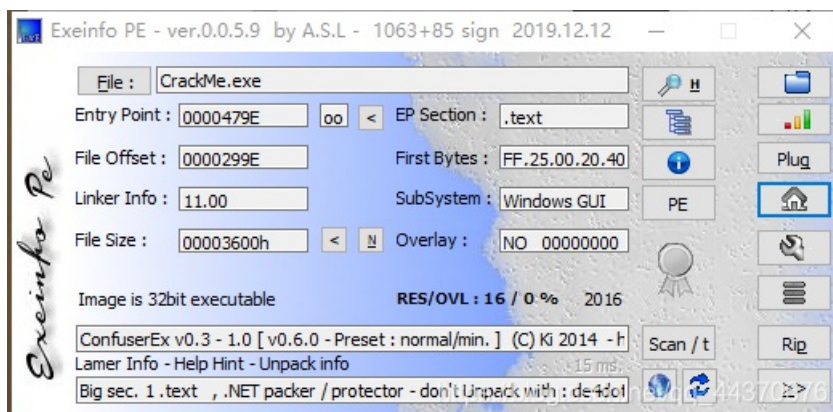 Exeinfo PE - ver.0.0.5.9 by A.S.L - 1063+85 sign 2019.12.12
Exeinfo Pe
File : CrackMe.exe H
Entry Point : 0000479E oo < EP Section : .text
File Offset : 0000299E First Bytes : FF.25.00.20.40 Plug
Linker Info : 11.00 SubSystem : Windows GUI PE
File Size : 00003600h < N Overlay : NO 00000000
Image is 32bit executable RES/OVL : 16 / 0 % 2016
ConfuserEx v0.3 - 1.0 [ v0.6.0 - Preset : normal/min. ] (C) Ki 2014 - h Scan / t Rip
Lamer Info - Help Hint - Unpack info 15 ms.
Big sec. 1 .text , .NET packer / protector - don't Unpack with : de4dot >>